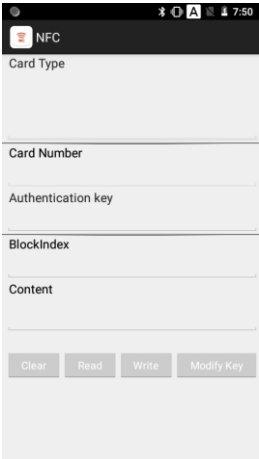 A 7:50
NFC
Card Type
Card Number
Authentication key
BlockIndex
Content
Clear Read Write Modify Key